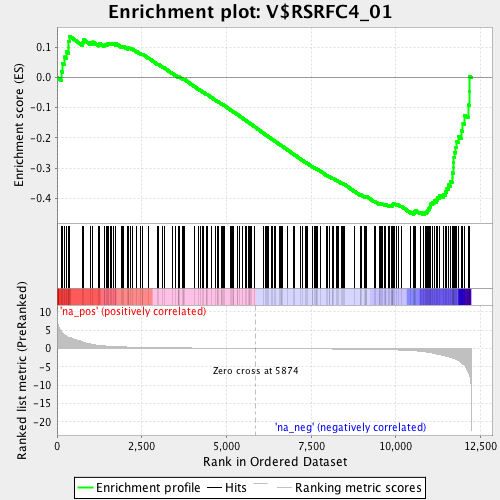 Enrichment plot: V$RSRFC4_01
Enrichment score (ES)
0.1
0.0
-0.1
-0.2
-0.3
-0.4
Ranked list metric (PreRanked)
10
5
0
-5
-10
-15
-20
'na_pos' (positively correlated)
Zero cross at 5874
'na_neg' (negatively correlated)
0
2,500
5,000
7,500
10,000
12,500
Rank in Ordered Dataset
Enrichment profile
Hits
Ranking metric scores